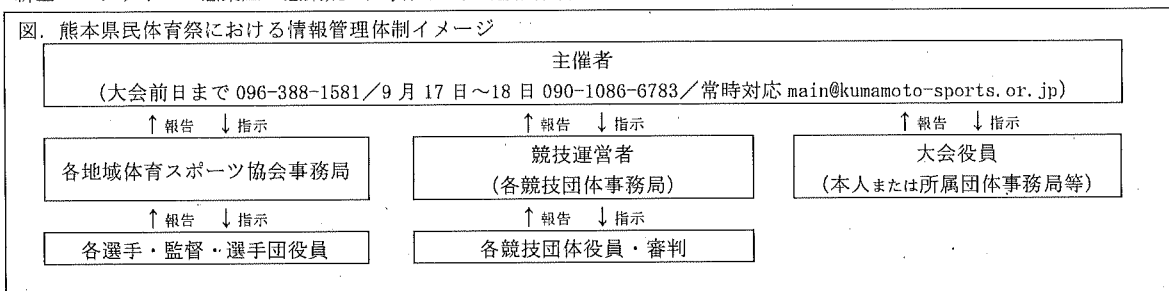 図．熊本県民体育祭における情報管理体制イメージ
主催者
(大会前日まで 096-388-1581／9 月 17 日～18 日 090-1086-6783／常時対応 main@kumamoto-sports.or.jp)
↑ 報告 ↓ 指示 ↑ 報告 ↓ 指示 ↑ 報告 ↓ 指示
各地域体育スポーツ協会事務局
競技運営者
(各競技団体事務局)
大会役員
(本人または所属団体事務局等)
↑ 報告 ↓ 指示 ↑ 報告 ↓ 指示
各選手・監督・選手団役員
各競技団体役員・審判